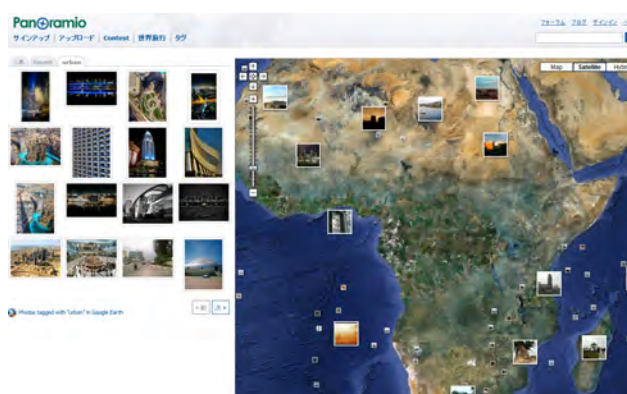 Panoramio
フォーラム ブログ サインイン
サインアップ | アップロード | Contest | 世界旅行 | タグ
urban
Map Satellite Hybri
Photos tagged with "urban" in Google Earth